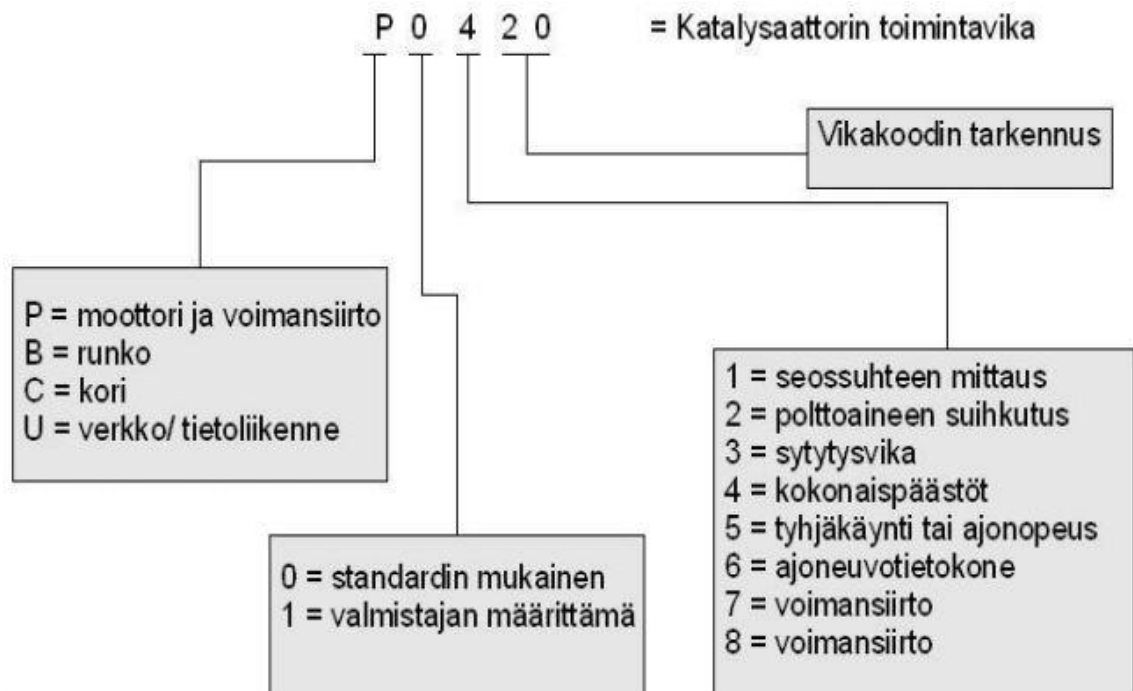 P 0 4 2 0 = Katalysaattorin toimintavika
Vikakoodin tarkennus
P = moottori ja voimansiirto
B = runko
C = kori
U = verkko/ tietoliikenne
0 = standardin mukainen
1 = valmistajan määrittämä
1 = seossuhteen mittaus
2 = polttoaineen suihkutus
3 = sytytysvika
4 = kokonaispäästöt
5 = tyhjäkäynti tai ajonopeus
6 = ajoneuvotietokone
7 = voimansiirto
8 = voimansiirto